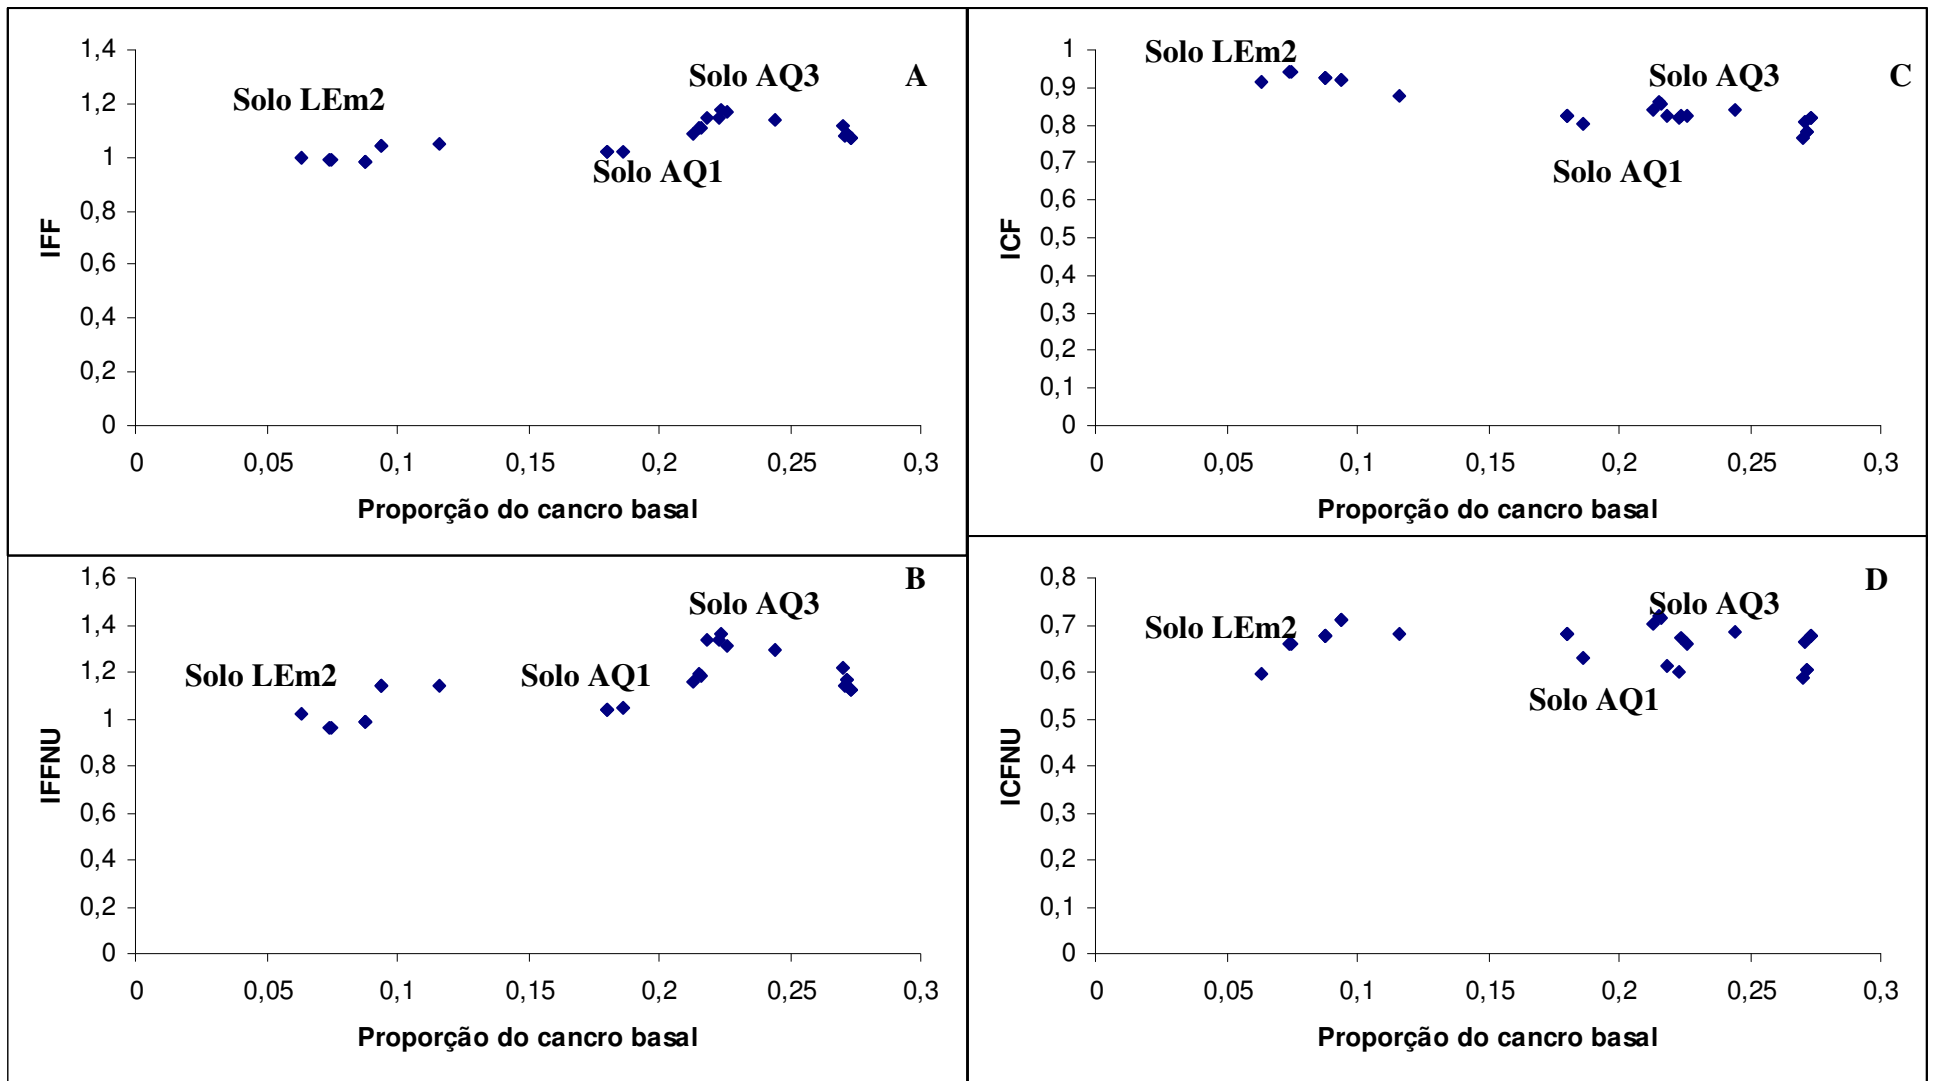 A
Solo AQ3
Solo LEm2
Solo AQ1
1,4
1,2
1
0,8
0,6
0,4
0,2
0
IFF
0 0,05 0,1 0,15 0,2 0,25 0,3
Proporção do cancro basal
B
Solo AQ3
Solo LEm2
Solo AQ1
1,6
1,4
1,2
1
0,8
0,6
0,4
0,2
0
IFFNU
0 0,05 0,1 0,15 0,2 0,25 0,3
Proporção do cancro basal
C
Solo LEm2
Solo AQ3
Solo AQ1
1
0,9
0,8
0,7
0,6
0,5
0,4
0,3
0,2
0,1
0
ICF
0 0,05 0,1 0,15 0,2 0,25 0,3
Proporção do cancro basal
D
Solo AQ3
Solo LEm2
Solo AQ1
0,8
0,7
0,6
0,5
0,4
0,3
0,2
0,1
0
ICFNU
0 0,05 0,1 0,15 0,2 0,25 0,3
Proporção do cancro basal